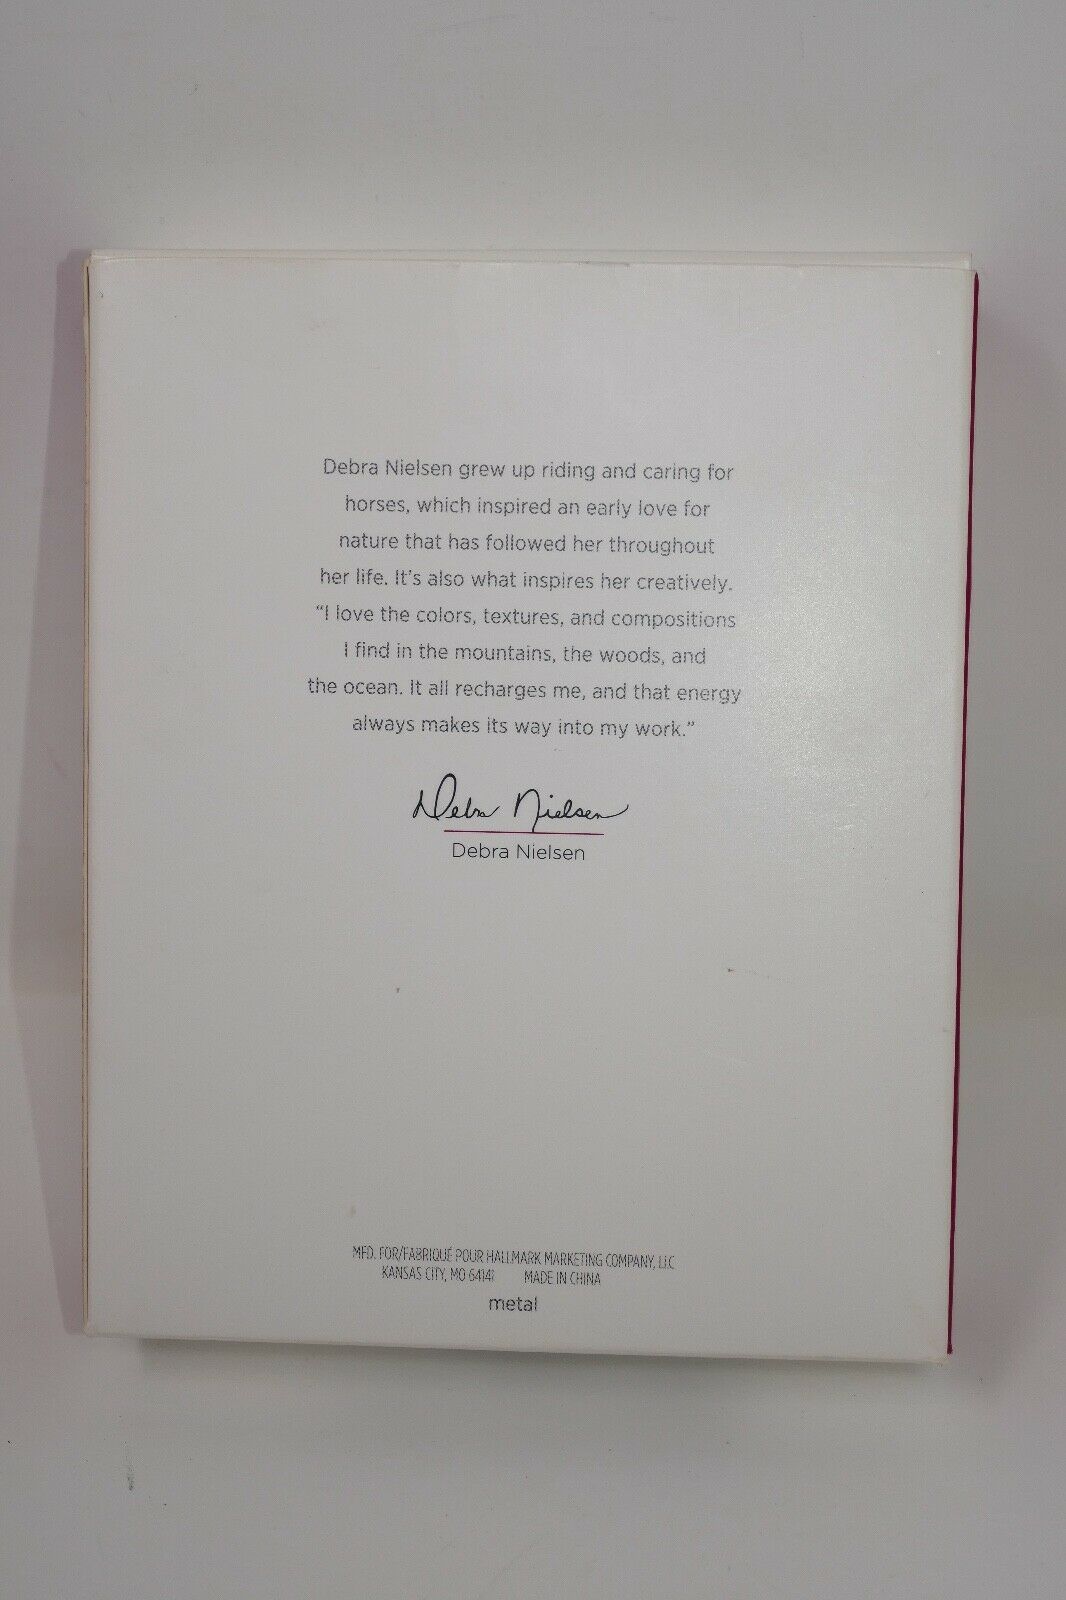 Debra Nielsen grew up riding and caring for
horses, which inspired an early love for
nature that has followed her throughout
her life. It's also what inspires her creatively.
“I love the colors, textures, and compositions
I find in the mountains, the woods, and
the ocean. It all recharges me, and that energy
always makes its way into my work.”
Debra Nielsen
Debra Nielsen
MFD. FOR/FABRIQUÉ POUR HALLMARK MARKETING COMPANY, LLC
KANSAS CITY, MO 64141 MADE IN CHINA
metal